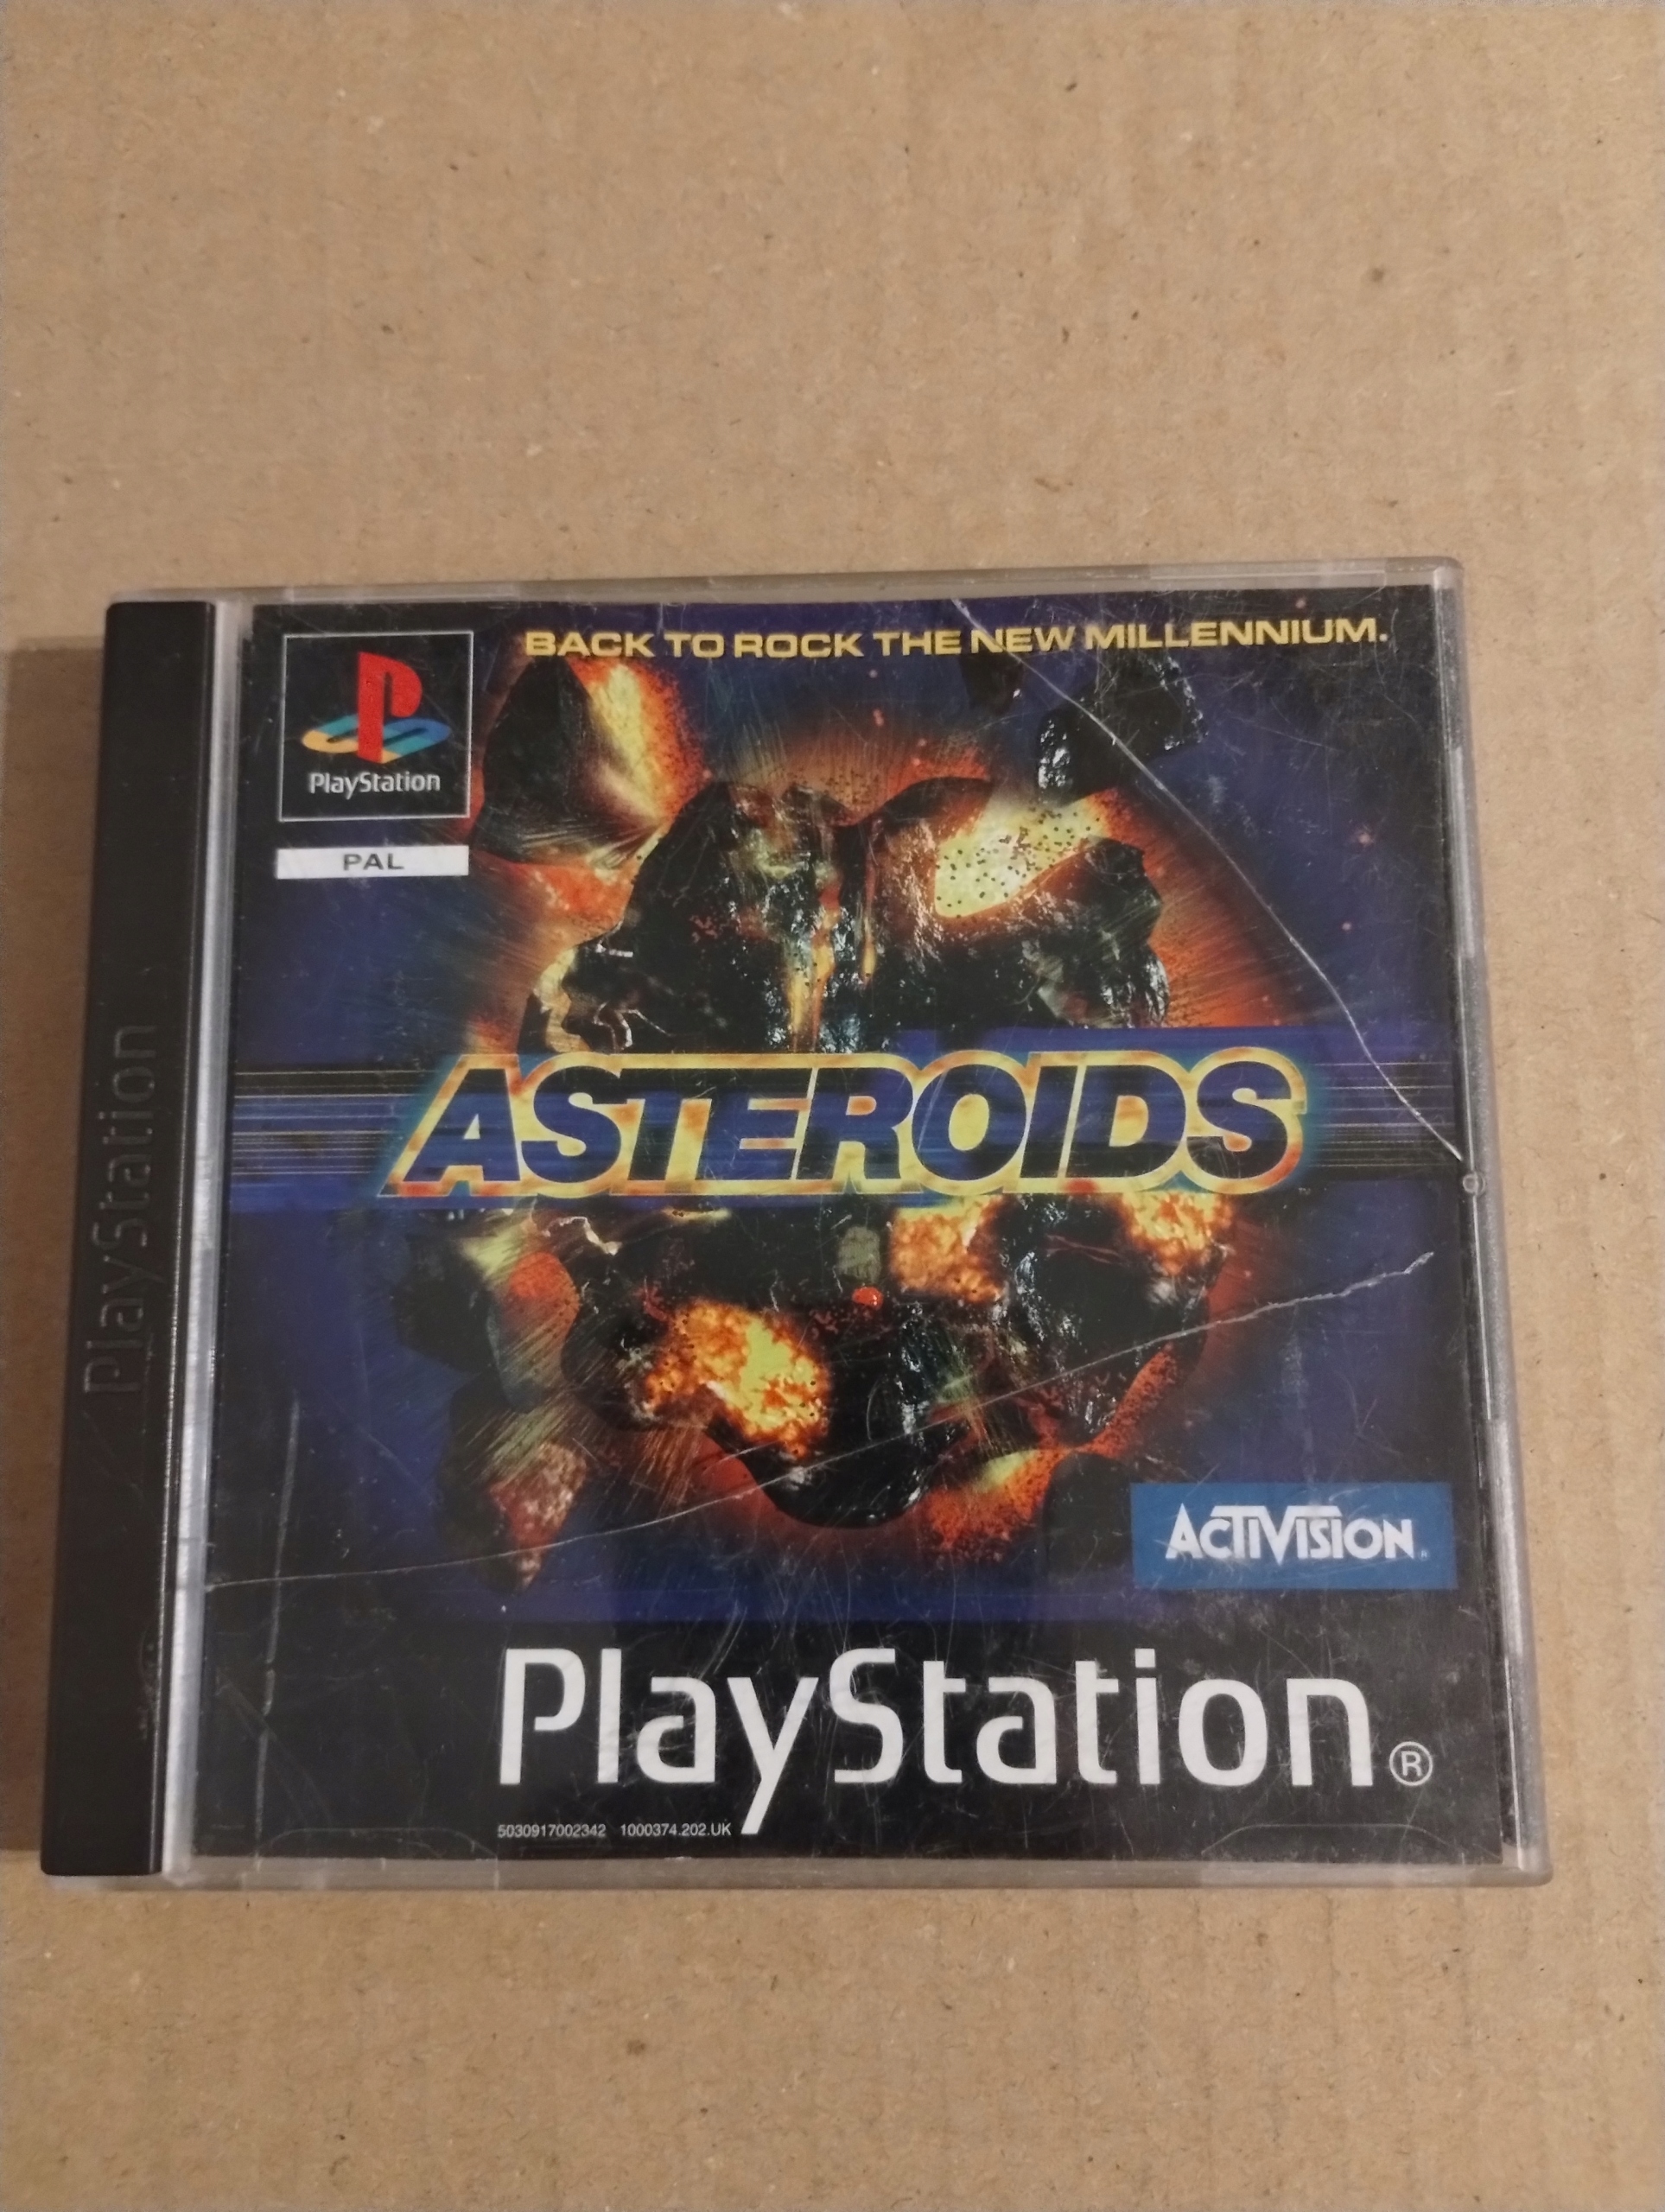 BACK TO ROCK THE NEW MILLENNIUM.
PlayStation
PAL
PlayStation
ASTEROIDS
ACTIVISION
PlayStation®
5030917002342 1000374.202.UK